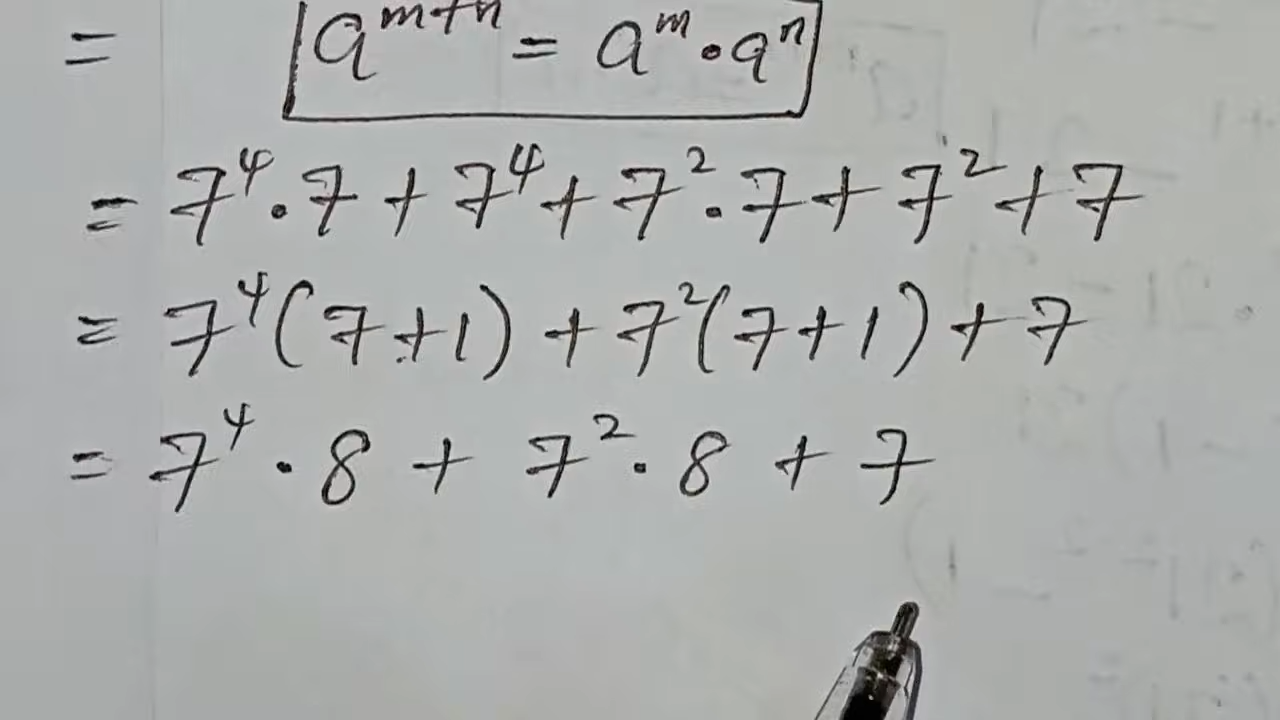 = a^{m+n} = a^m · a^n
= 7^4 · 7 + 7^4 + 7^2 · 7 + 7^2 + 7
= 7^4 (7+1) + 7^2 (7+1) + 7
= 7^4 · 8 + 7^2 · 8 + 7